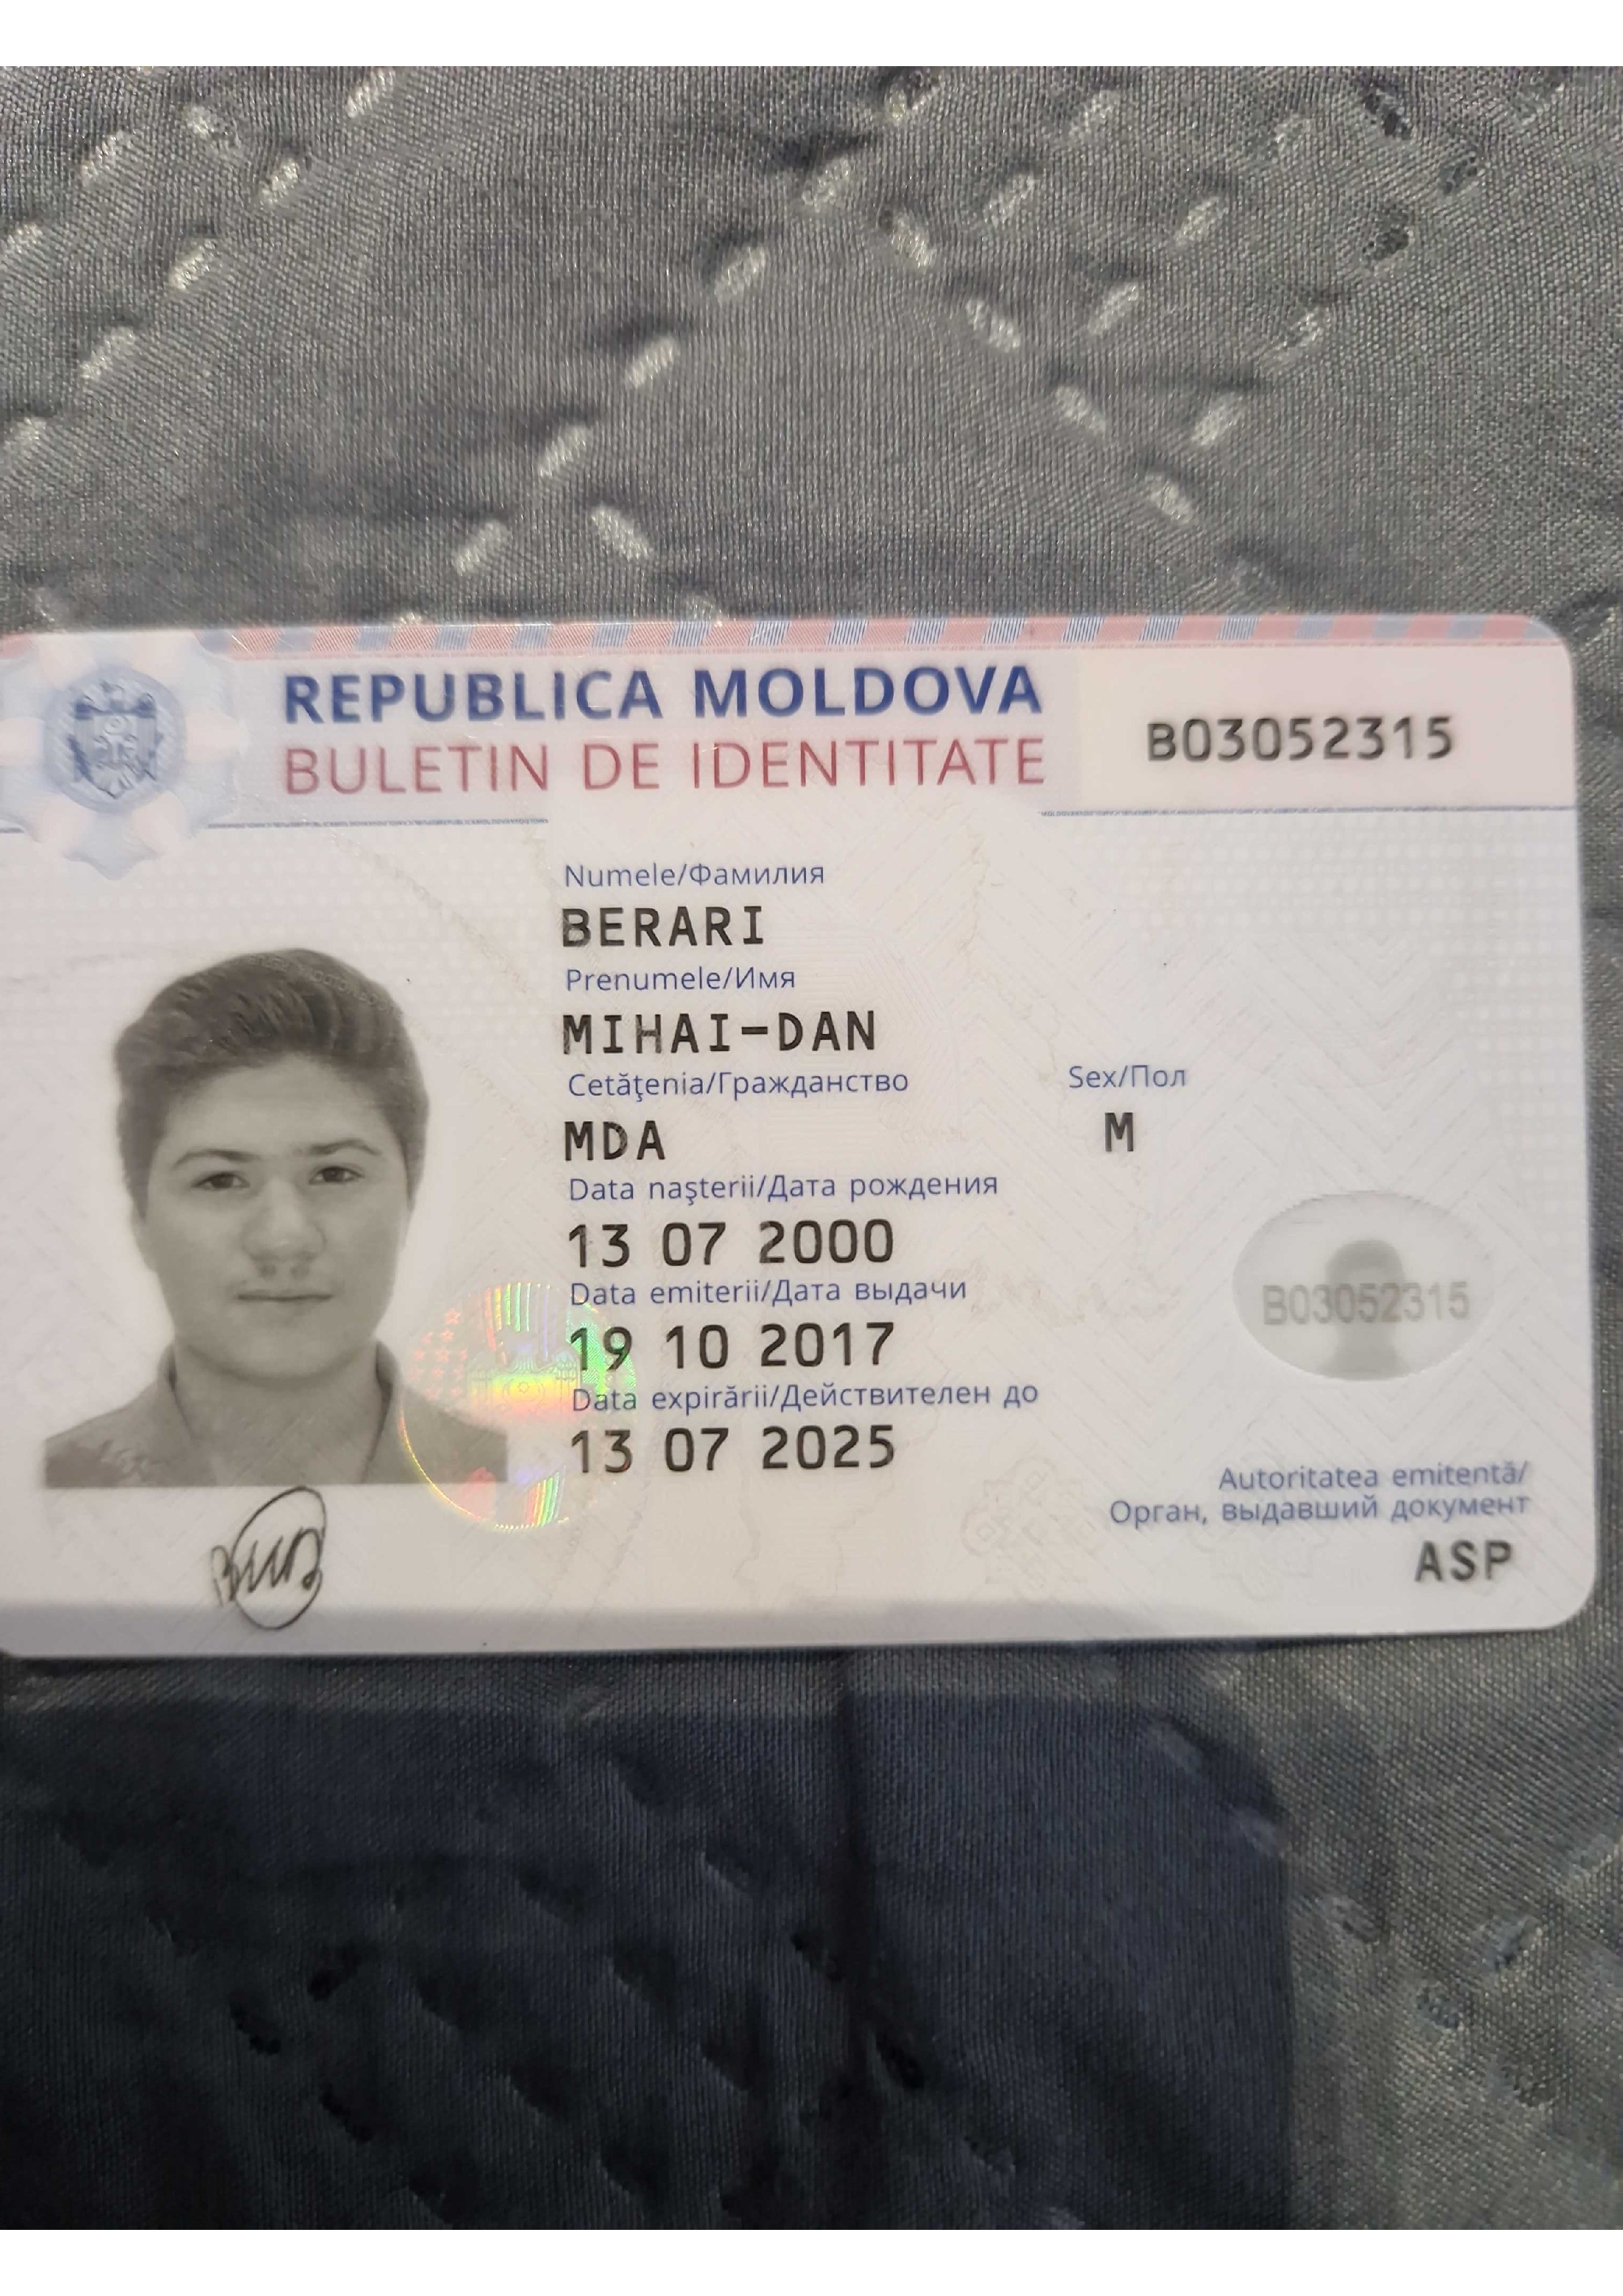 REPUBLICA MOLDOVA
BULETIN DE IDENTITATE
B03052315
Numele/Фамилия
BERARI
Prenumele/Имя
MIHAI-DAN
Cetăţenia/Гражданство
MDA
Sex/Пол
M
Data naşterii/Дата рождения
13 07 2000
Data emiterii/Дата выдачи
19 10 2017
Data expirării/Действителен до
13 07 2025
B03052315
Autoritatea emitentă/
Орган, выдавший документ
ASP